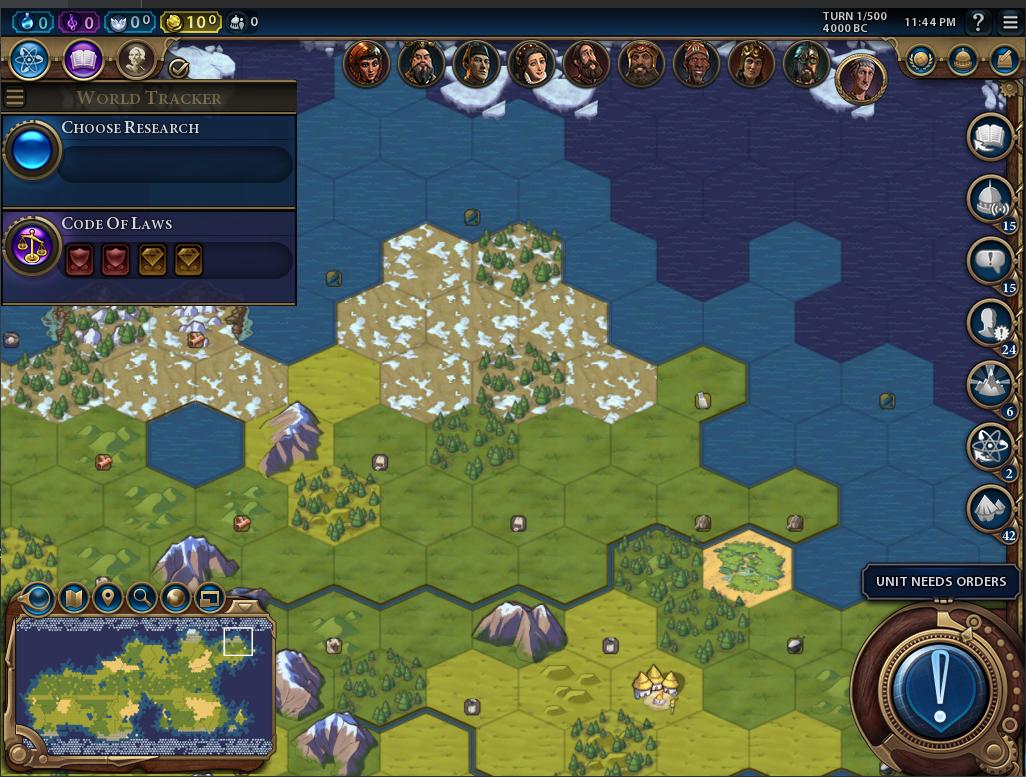 0 0 0 0 10 0 0
TURN 1/500
4000 BC
11:44 PM ?
WORLD TRACKER
CHOOSE RESEARCH
CODE OF LAWS
15
15
24
6
2
42
UNIT NEEDS ORDERS